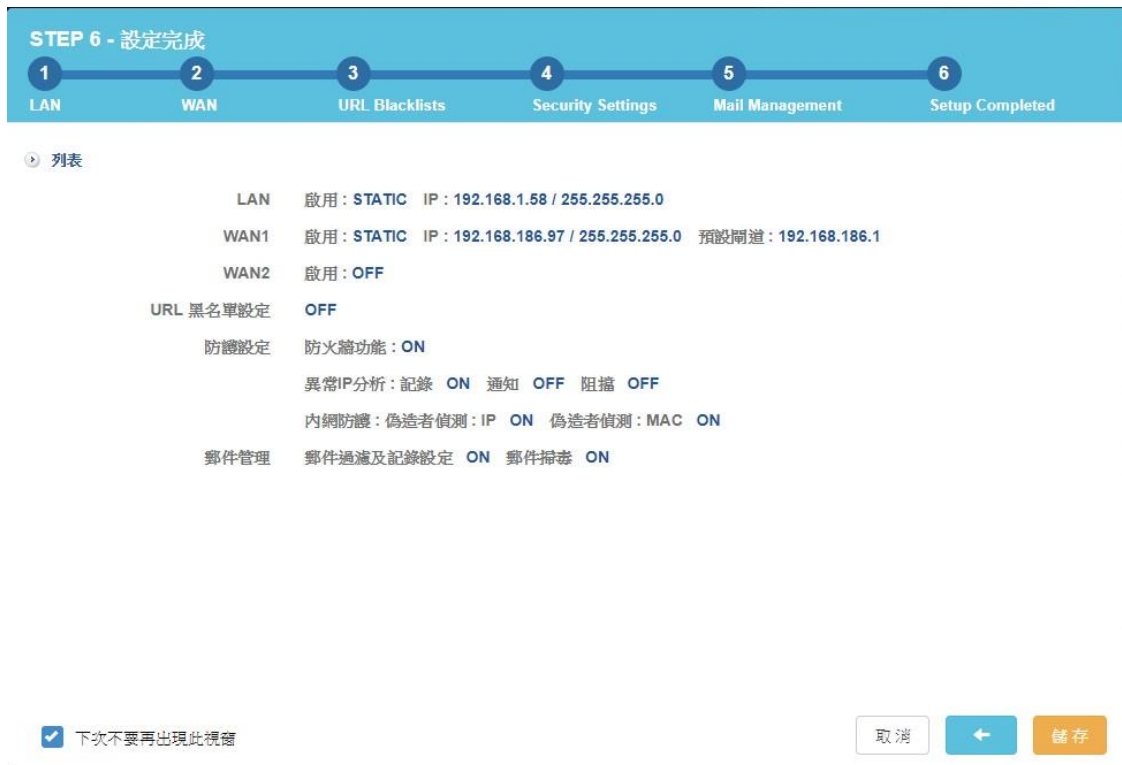 STEP 6 - 設定完成
1 2 3 4 5 6
LAN WAN URL Blacklists Security Settings Mail Management Setup Completed
列表
LAN 啟用 : STATIC IP : 192.168.1.58 / 255.255.255.0
WAN1 啟用 : STATIC IP : 192.168.186.97 / 255.255.255.0 預設閘道 : 192.168.186.1
WAN2 啟用 : OFF
URL 黑名單設定 OFF
防護設定 防火牆功能 : ON
異常IP分析 : 記錄 ON 通知 OFF 阻擋 OFF
內網防護 : 偽造者偵測 : IP ON 偽造者偵測 : MAC ON
郵件管理 郵件過濾及記錄設定 ON 郵件掃毒 ON
下次不要再出現此視窗 取消 儲存